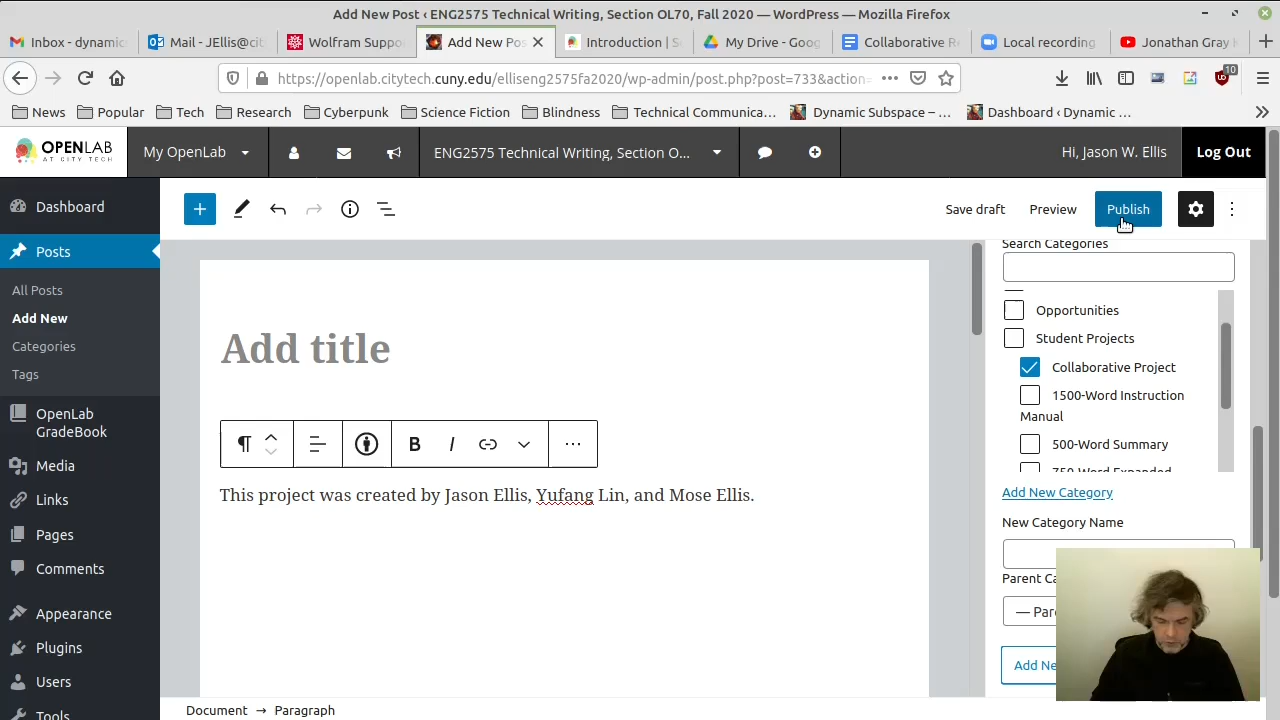 Add New Post ‹ ENG2575 Technical Writing, Section OL70, Fall 2020 — WordPress — Mozilla Firefox
Inbox - dynamic
Mail - JEllis@cit
Wolfram Suppo
Add New Pos
Introduction | S
My Drive - Goog
Collaborative R
Local recording
Jonathan Gray K
https://openlab.citytech.cuny.edu/elliseng2575fa2020/wp-admin/post.php?post=733&action=
10
News
Popular
Tech
Research
Cyberpunk
Science Fiction
Blindness
Technical Communica…
Dynamic Subspace – …
Dashboard ‹ Dynamic …
OPENLAB
AT CITY TECH
My OpenLab
ENG2575 Technical Writing, Section O...
Hi, Jason W. Ellis
Log Out
Dashboard
Posts
All Posts
Add New
Categories
Tags
OpenLab
GradeBook
Media
Links
Pages
Comments
Appearance
Plugins
Users
Tools
Save draft
Preview
Publish
Add title
B I
This project was created by Jason Ellis, Yufang Lin, and Mose Ellis.
Search Categories
Opportunities
Student Projects
Collaborative Project
1500-Word Instruction
Manual
500-Word Summary
750-Word Expanded
Add New Category
New Category Name
Parent Ca
— Pare
Add Ne
Document → Paragraph